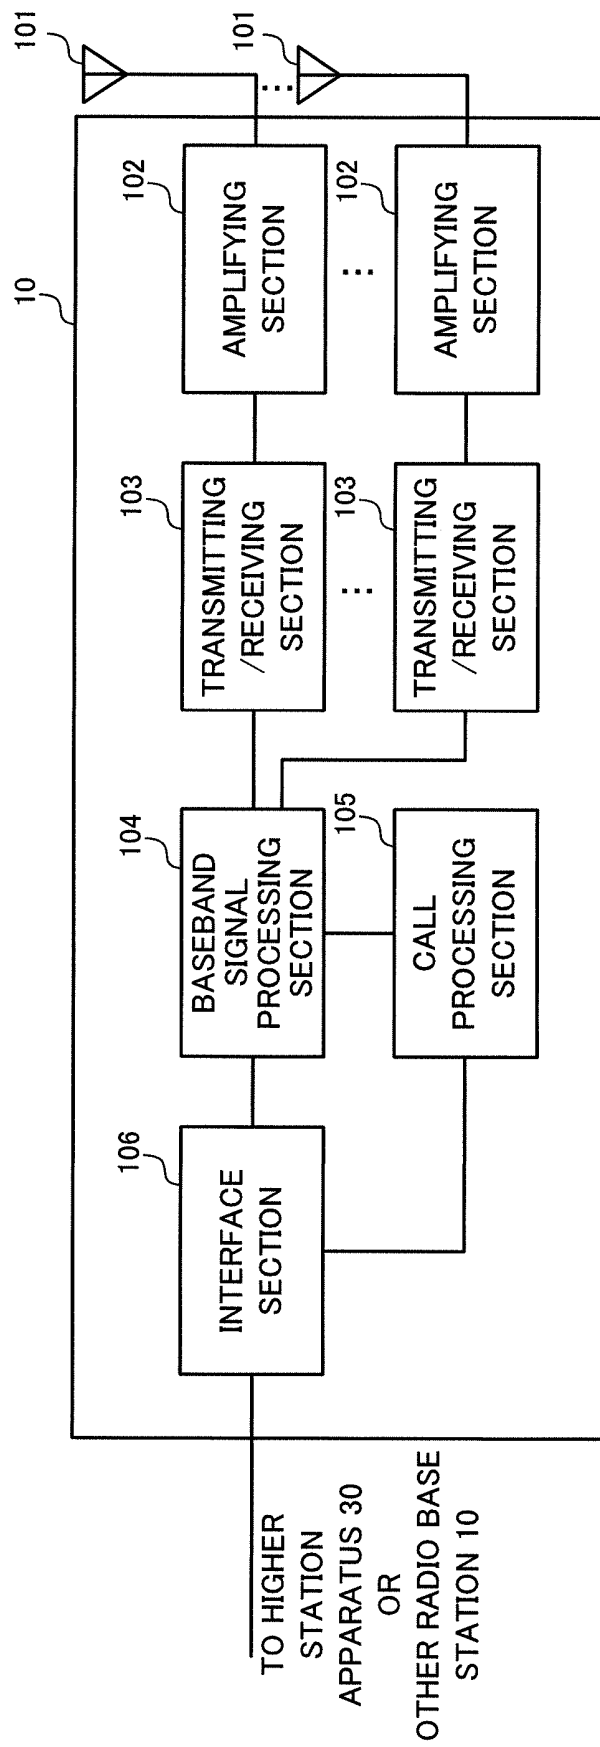 101
101
10
102
AMPLIFYING
SECTION
102
AMPLIFYING
SECTION
...
103
TRANSMITTING
/RECEIVING
SECTION
103
TRANSMITTING
/RECEIVING
SECTION
...
104
BASEBAND
SIGNAL
PROCESSING
SECTION
105
CALL
PROCESSING
SECTION
106
INTERFACE
SECTION
TO HIGHER
STATION
APPARATUS 30
OR
OTHER RADIO BASE
STATION 10